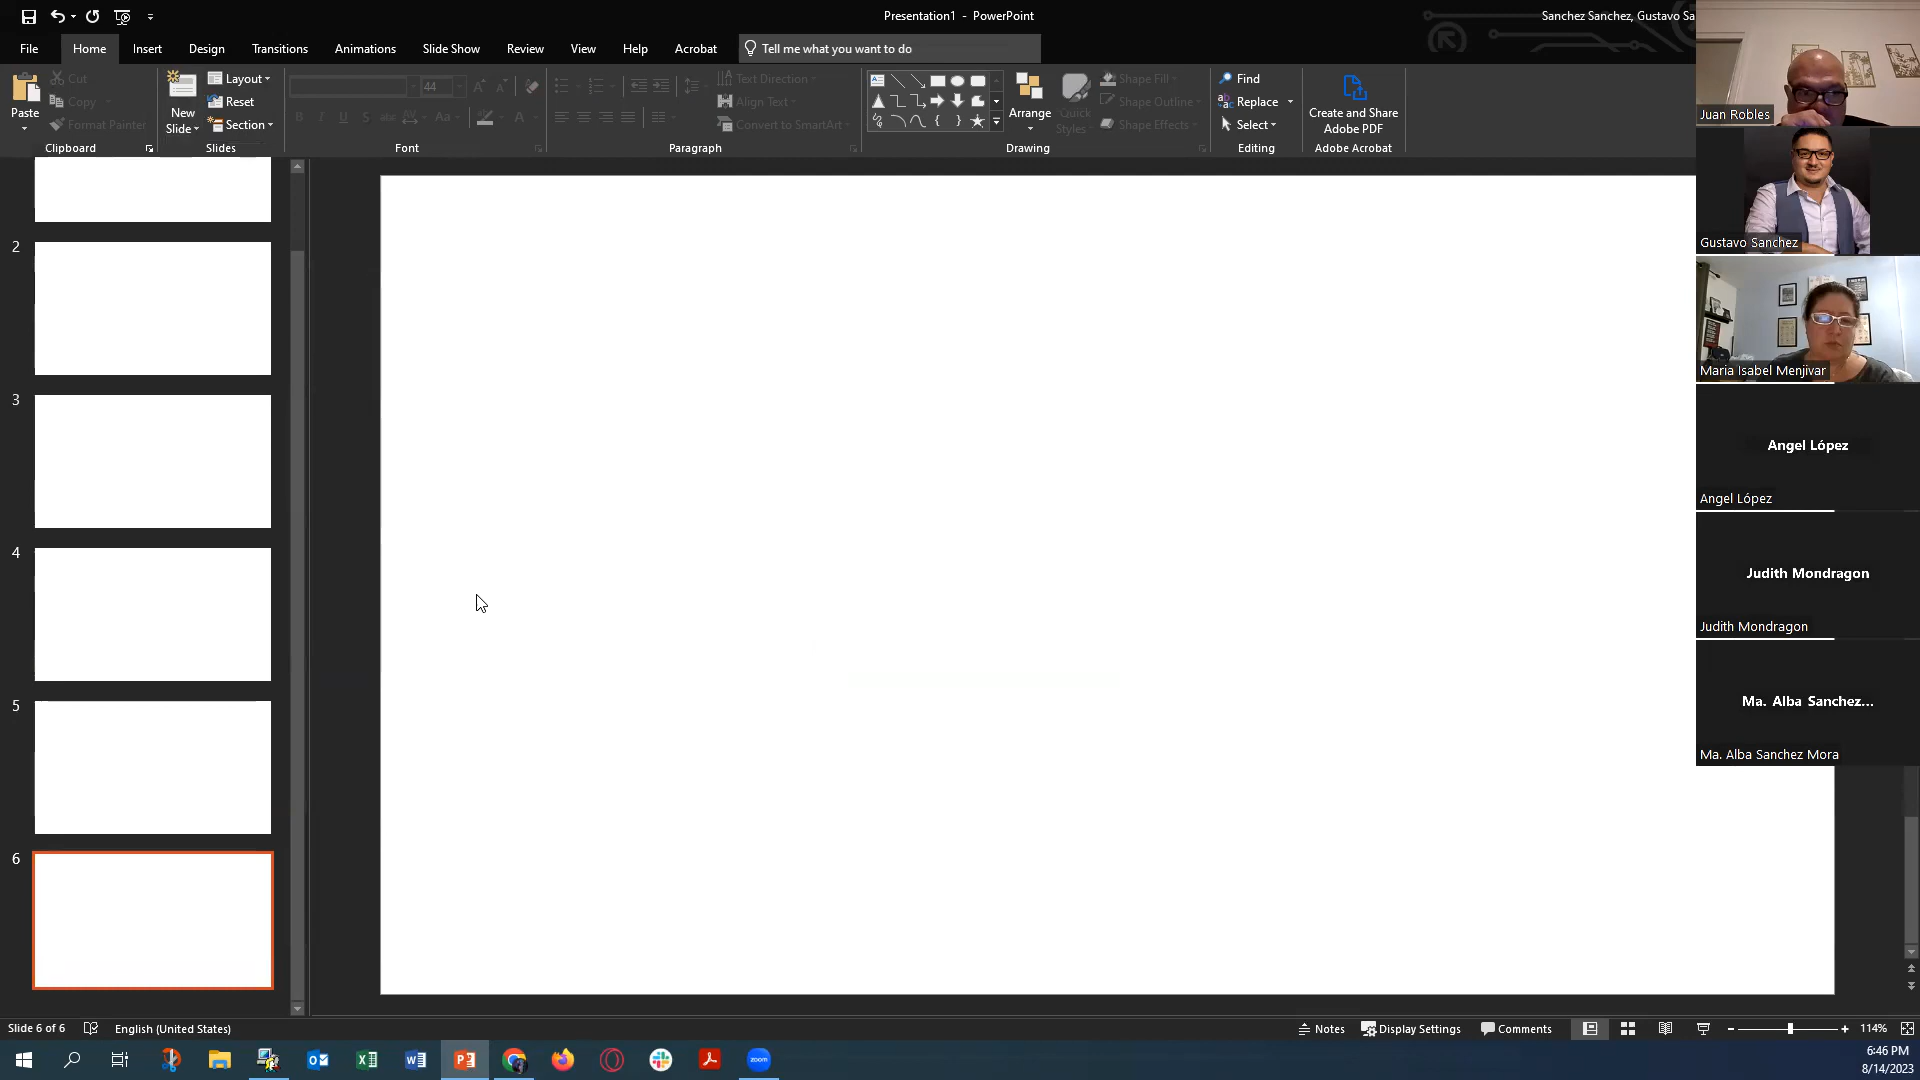 Presentation1 - PowerPoint
Sanchez Sanchez, Gustavo Sa
File Home Insert Design Transitions Animations Slide Show Review View Help Acrobat Tell me what you want to do
Paste
Cut
Copy
Format Painter
Clipboard
New Slide
Layout
Reset
Section
Slides
44
B I U S abc Aa A
Font
Text Direction
Align Text
Convert to SmartArt
Paragraph
Arrange
Quick Styles
Shape Fill
Shape Outline
Shape Effects
Drawing
Find
Replace
Select
Editing
Create and Share Adobe PDF
Adobe Acrobat
2
3
4
5
6
Juan Robles
Gustavo Sanchez
Maria Isabel Menjivar
Angel López
Angel López
Judith Mondragon
Judith Mondragon
Ma. Alba Sanchez...
Ma. Alba Sanchez Mora
Slide 6 of 6
English (United States)
Notes
Display Settings
Comments
114%
zoom
6:46 PM
8/14/2023